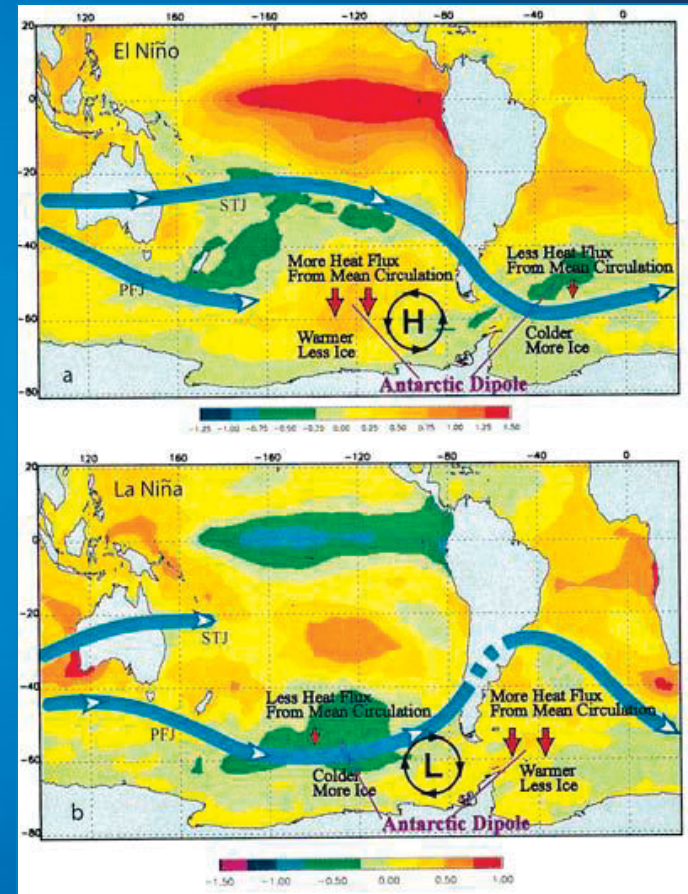 120
160
-160
-120
-80
-40
0
20
El Niño
0
-20
STJ
-40
More Heat Flux
From Mean Circulation
Less Heat Flux
From Mean Circulation
PFJ
H
-60
Warmer
Less Ice
Colder
More Ice
a
Antarctic Dipole
-80
-1.25 -1.00 -0.75 -0.50 -0.25 0.00 0.25 0.50 0.75 1.00 1.25 1.50
120
160
-160
-120
-80
-40
0
20
La Niña
0
-20
STJ
-40
Less Heat Flux
From Mean Circulation
More Heat Flux
From Mean Circulation
PFJ
-60
L
Colder
More Ice
Warmer
Less Ice
b
Antarctic Dipole
-80
-1.50 -1.00 -0.50 0.00 0.50 1.00